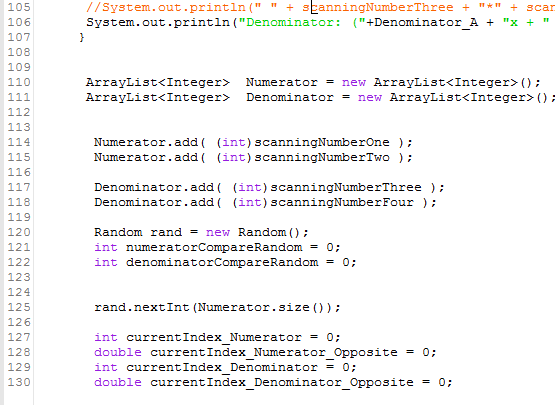 105 //System.out.println(" " + scanningNumberThree + "*" + scar
106 System.out.println("Denominator: ("+Denominator_A + "x + "
107 }
108
109
110 ArrayList<Integer> Numerator = new ArrayList<Integer>();
111 ArrayList<Integer> Denominator = new ArrayList<Integer>();
112
113
114 Numerator.add( (int)scanningNumberOne );
115 Numerator.add( (int)scanningNumberTwo );
116
117 Denominator.add( (int)scanningNumberThree );
118 Denominator.add( (int)scanningNumberFour );
119
120 Random rand = new Random();
121 int numeratorCompareRandom = 0;
122 int denominatorCompareRandom = 0;
123
124
125 rand.nextInt(Numerator.size());
126
127 int currentIndex_Numerator = 0;
128 double currentIndex_Numerator_Opposite = 0;
129 int currentIndex_Denominator = 0;
130 double currentIndex_Denominator_Opposite = 0;